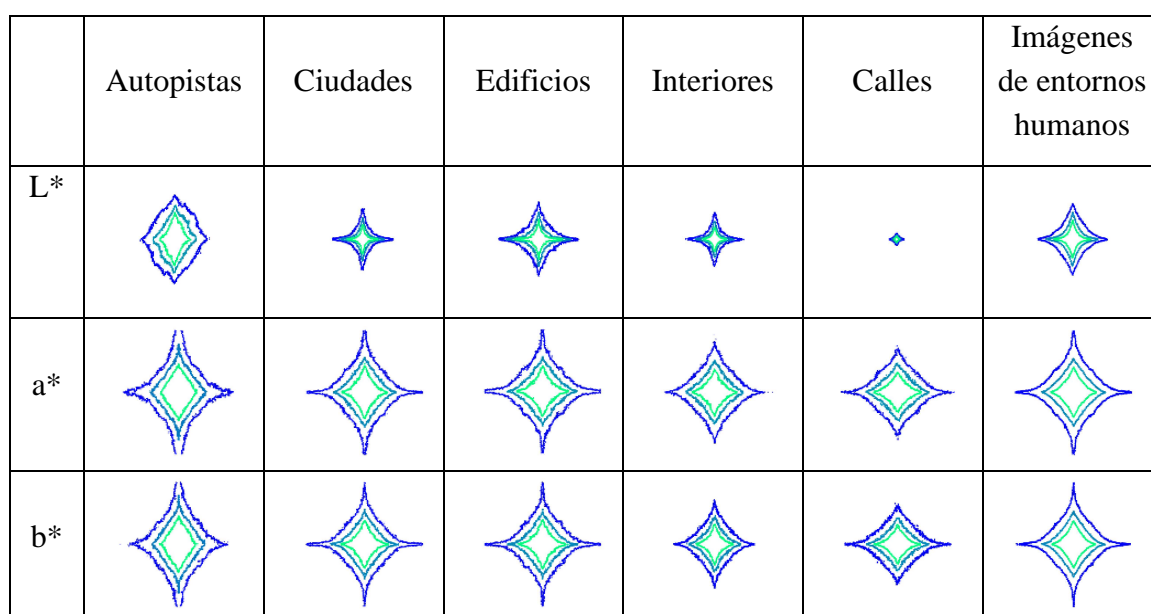 Autopistas Ciudades Edificios Interiores Calles Imágenes
de entornos
humanos
L*
a*
b*